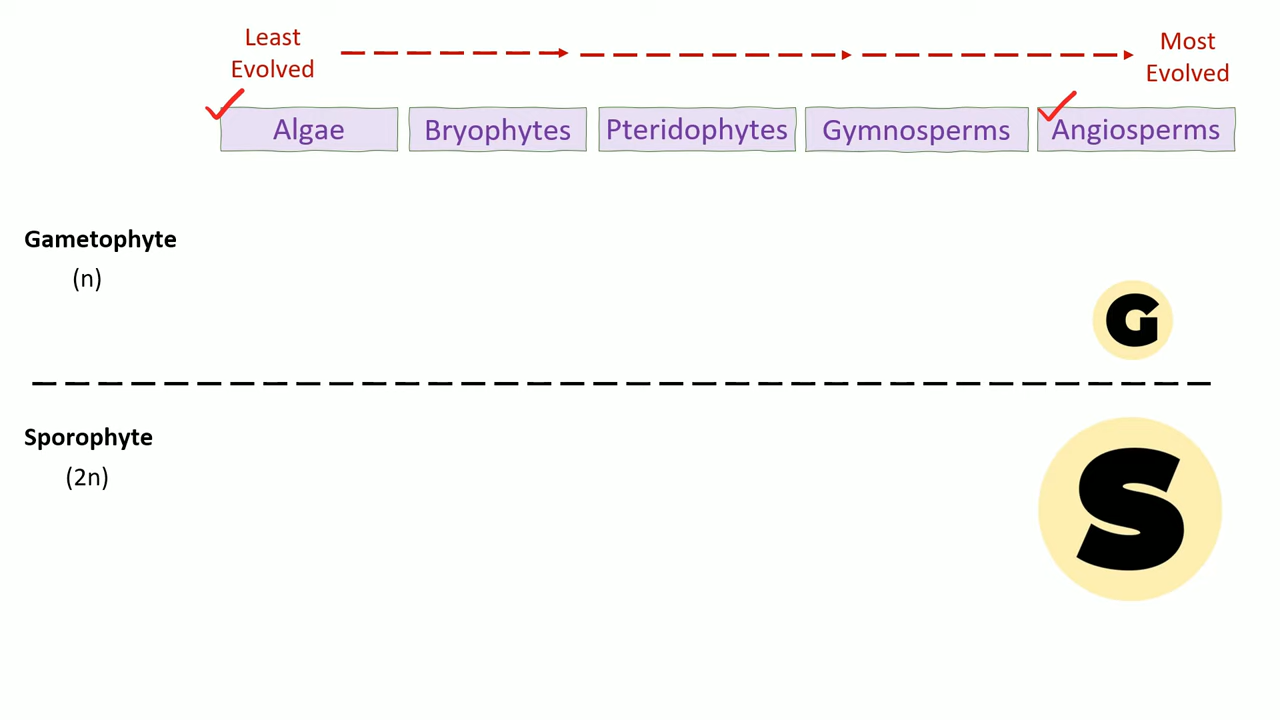 Least
Evolved
Most
Evolved
Algae
Bryophytes
Pteridophytes
Gymnosperms
Angiosperms
Gametophyte
(n)
G
Sporophyte
(2n)
S